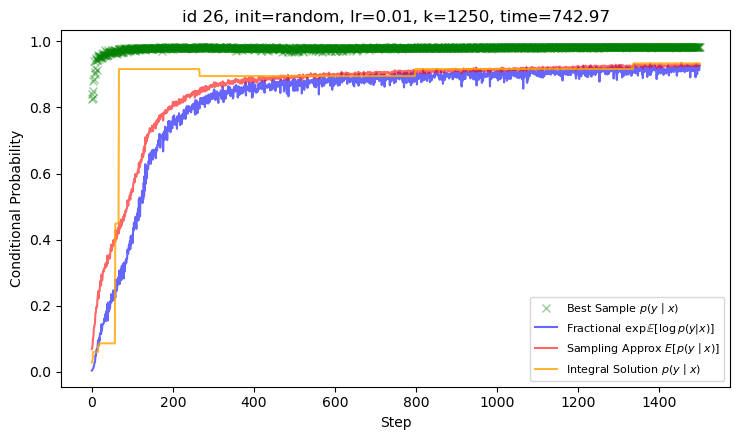 id 26, init=random, lr=0.01, k=1250, time=742.97
Conditional Probability
1.0
0.8
0.6
0.4
0.2
0.0
0 200 400 600 800 1000 1200 1400
Step
Best Sample p(y | x)
Fractional exp𝔼[log p(y|x)]
Sampling Approx E[p(y | x)]
Integral Solution p(y | x)